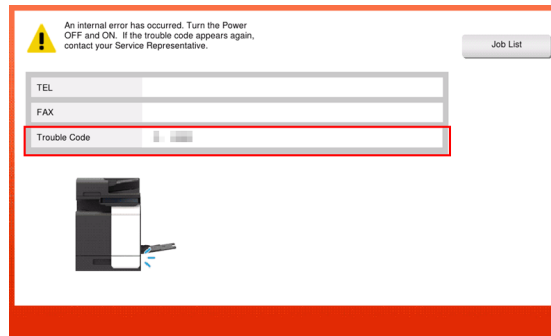 An internal error has occurred. Turn the Power
OFF and ON. If the trouble code appears again,
contact your Service Representative.
Job List
TEL
FAX
Trouble Code